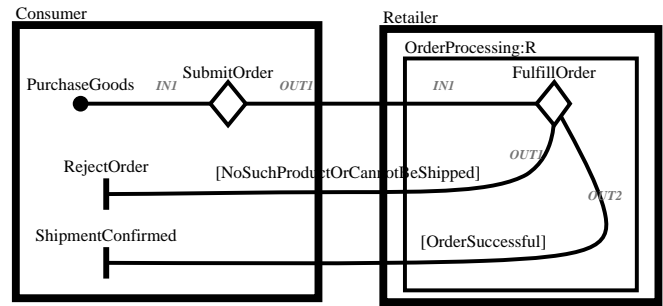 Consumer
Retailer
OrderProcessing:R
PurchaseGoods
IN1
SubmitOrder
OUT1
IN1
FulfillOrder
RejectOrder
[NoSuchProductOrCannotBeShipped]
OUT1
OUT2
ShipmentConfirmed
[OrderSuccessful]